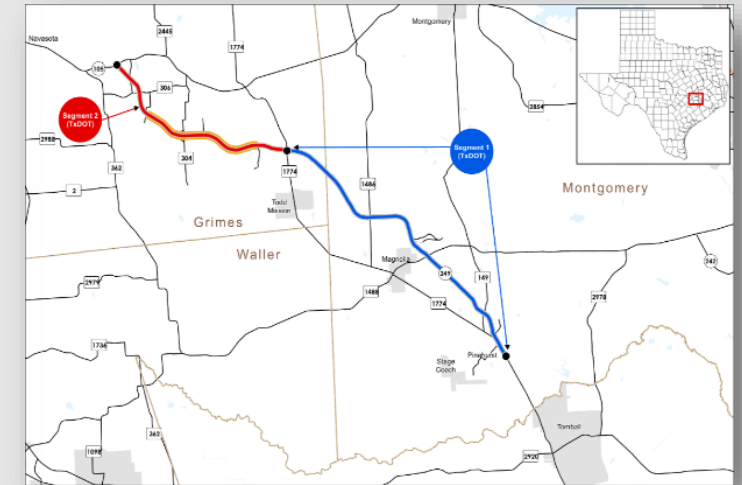 Montgomery
Navasota
2445
1774
105
306
2854
Segment 2
(TxDOT)
Segment 1
(TxDOT)
2988
304
362
1774
1486
2
Todd
Mission
Montgomery
Grimes
Waller
Magnolia
242
249
149
2979
1488
1774
2978
1736
Pinehurst
Stage
Coach
362
Tomball
1098
2920